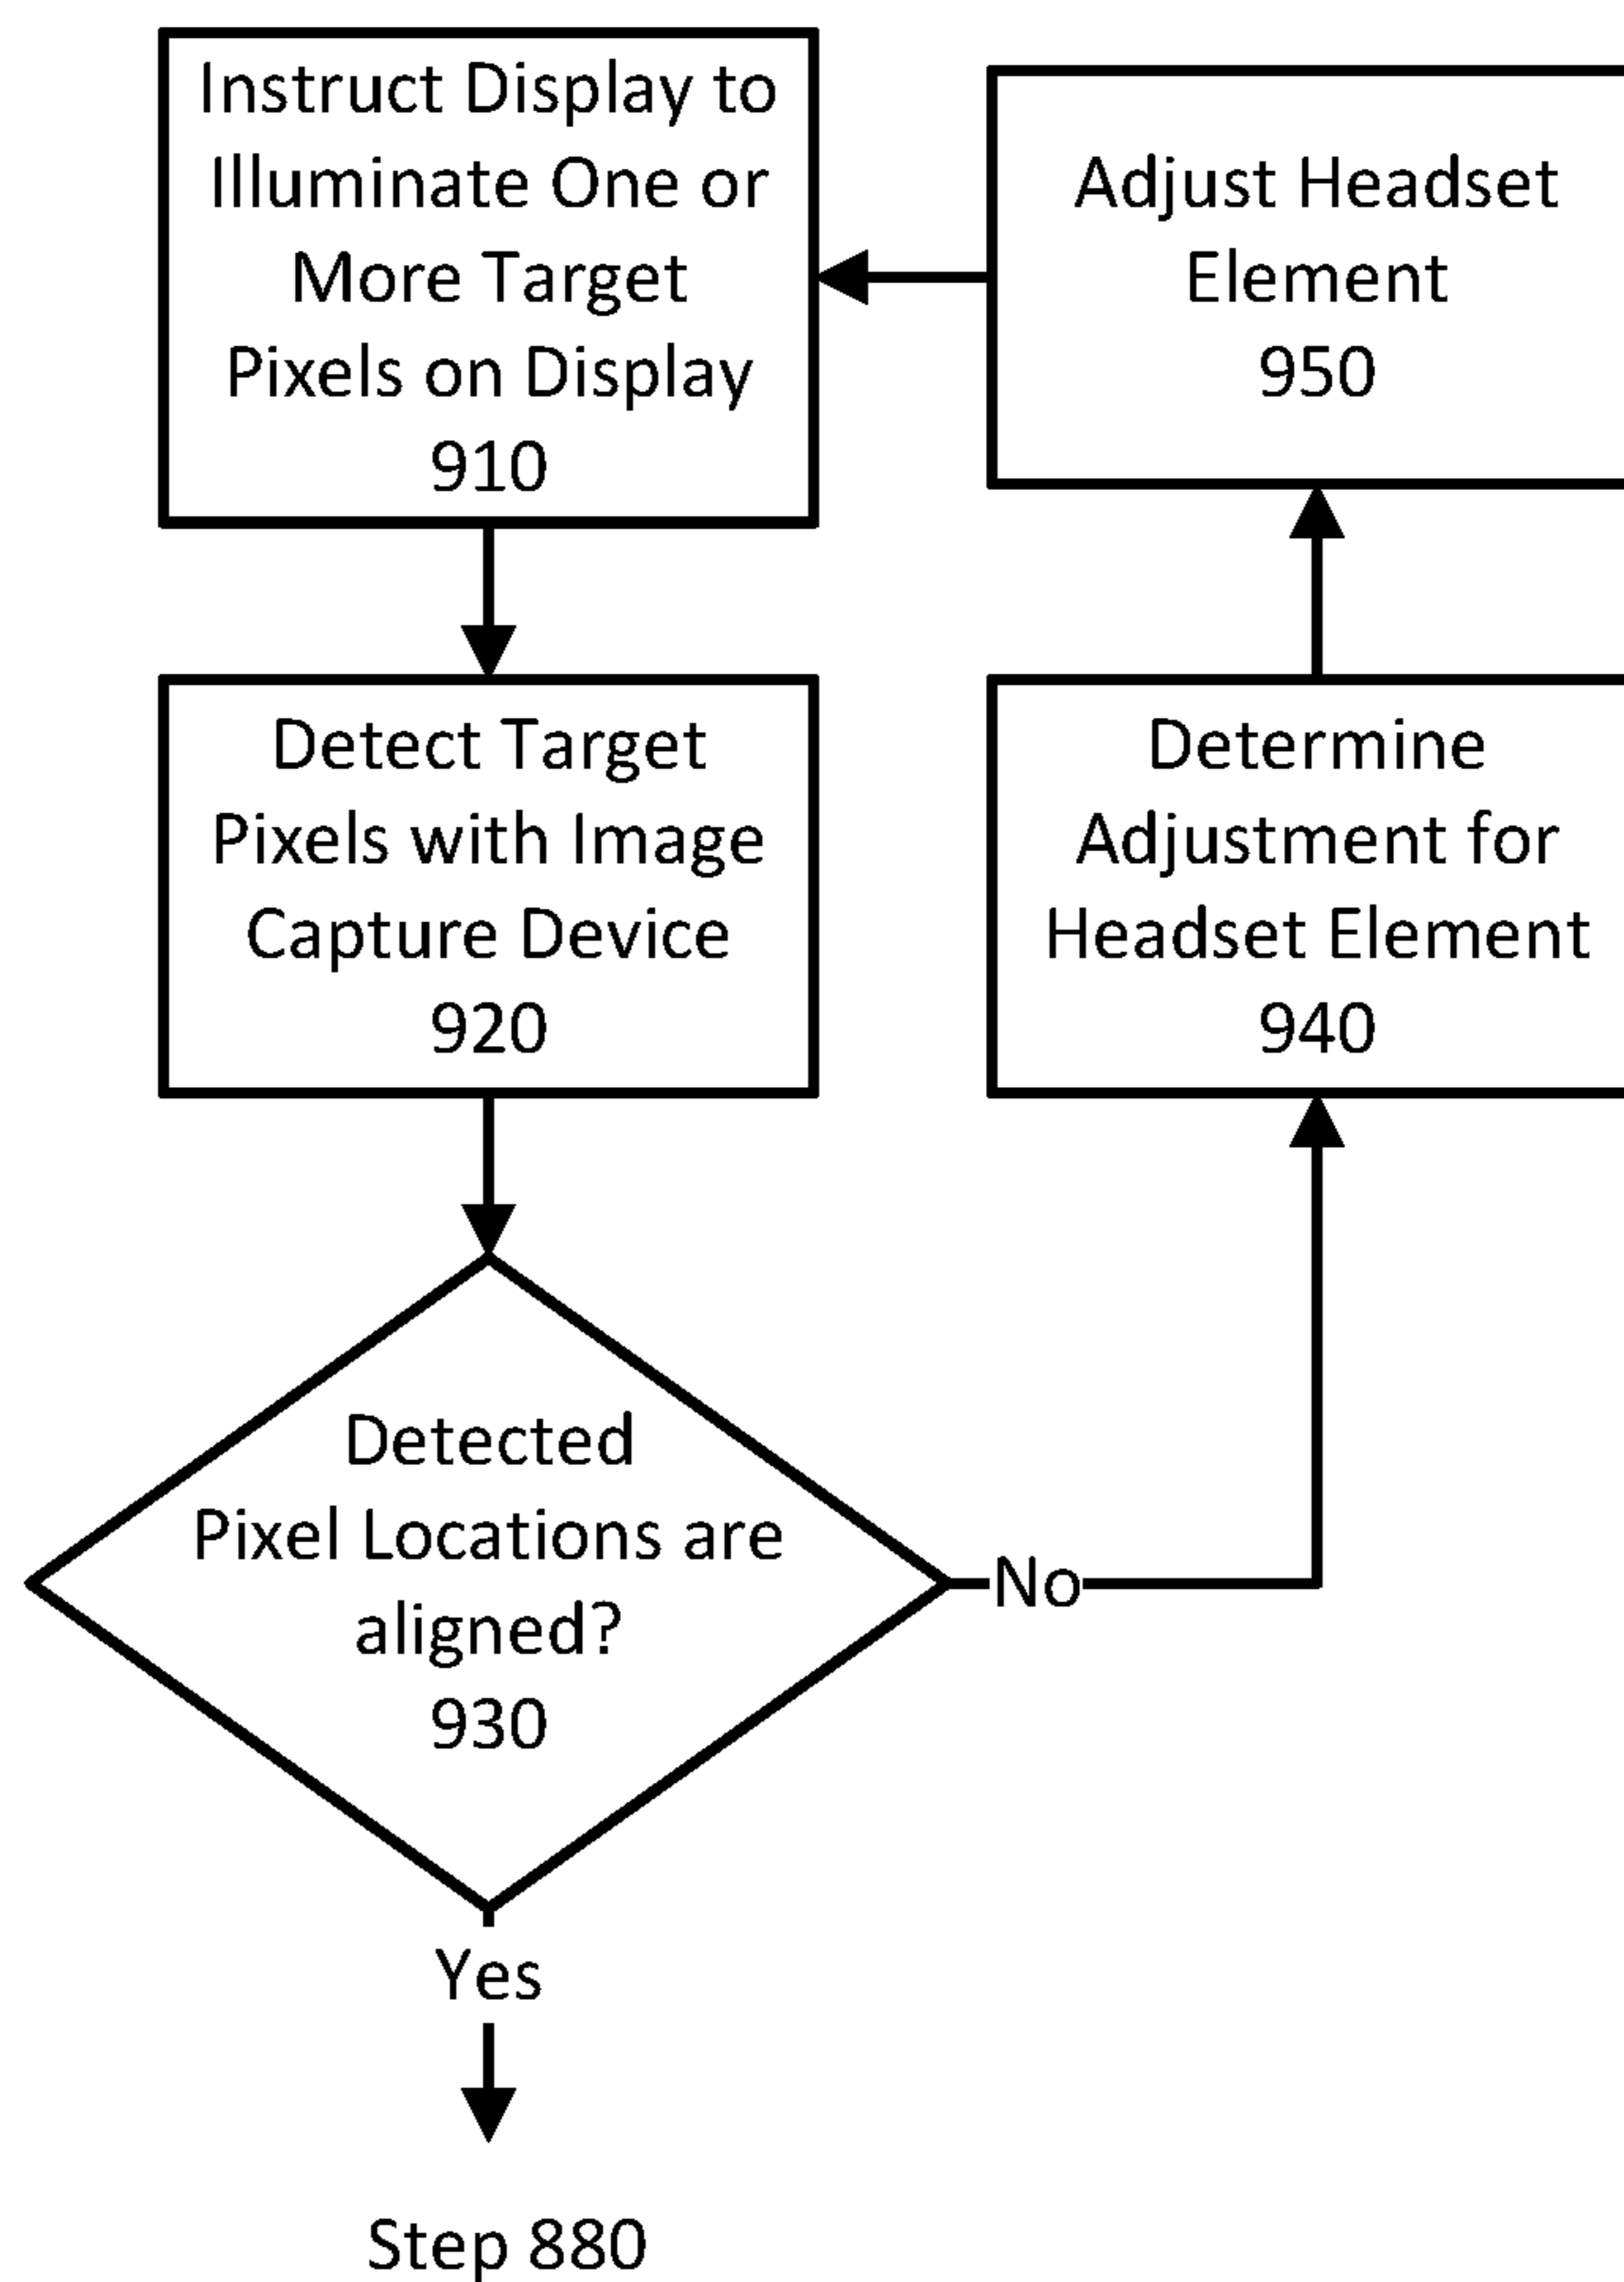 Instruct Display to
Illuminate One or
More Target
Pixels on Display
910
Adjust Headset
Element
950
Detect Target
Pixels with Image
Capture Device
920
Determine
Adjustment for
Headset Element
940
Detected
Pixel Locations are
aligned?
930
No
Yes
Step 880